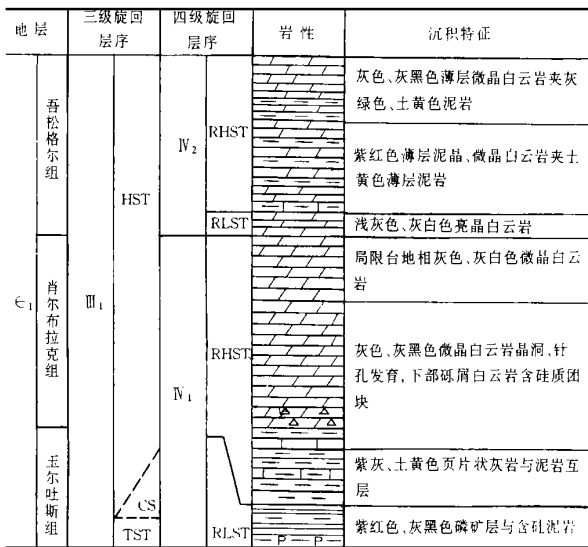 地层
三级旋回
层序
四级旋回
层序
岩性
沉积特征
∈₁
吾松格尔组
肖尔布拉克组
玉尔吐斯组
Ⅲ₁
HST
CS
TST
Ⅳ₂
Ⅳ₁
RHST
RLST
RHST
RLST
P P
灰色、灰黑色薄层微晶白云岩夹灰
绿色、土黄色泥岩
紫红色薄层泥晶、微晶白云岩夹土
黄色薄层泥岩
浅灰色、灰白色亮晶白云岩
局限台地相灰色、灰白色微晶白云
岩
灰色、灰黑色微晶白云岩晶洞、针
孔发育,下部砾屑白云岩含硅质团
块
紫灰、土黄色页片状灰岩与泥岩互
层
紫红色、灰黑色磷矿层与含硅泥岩